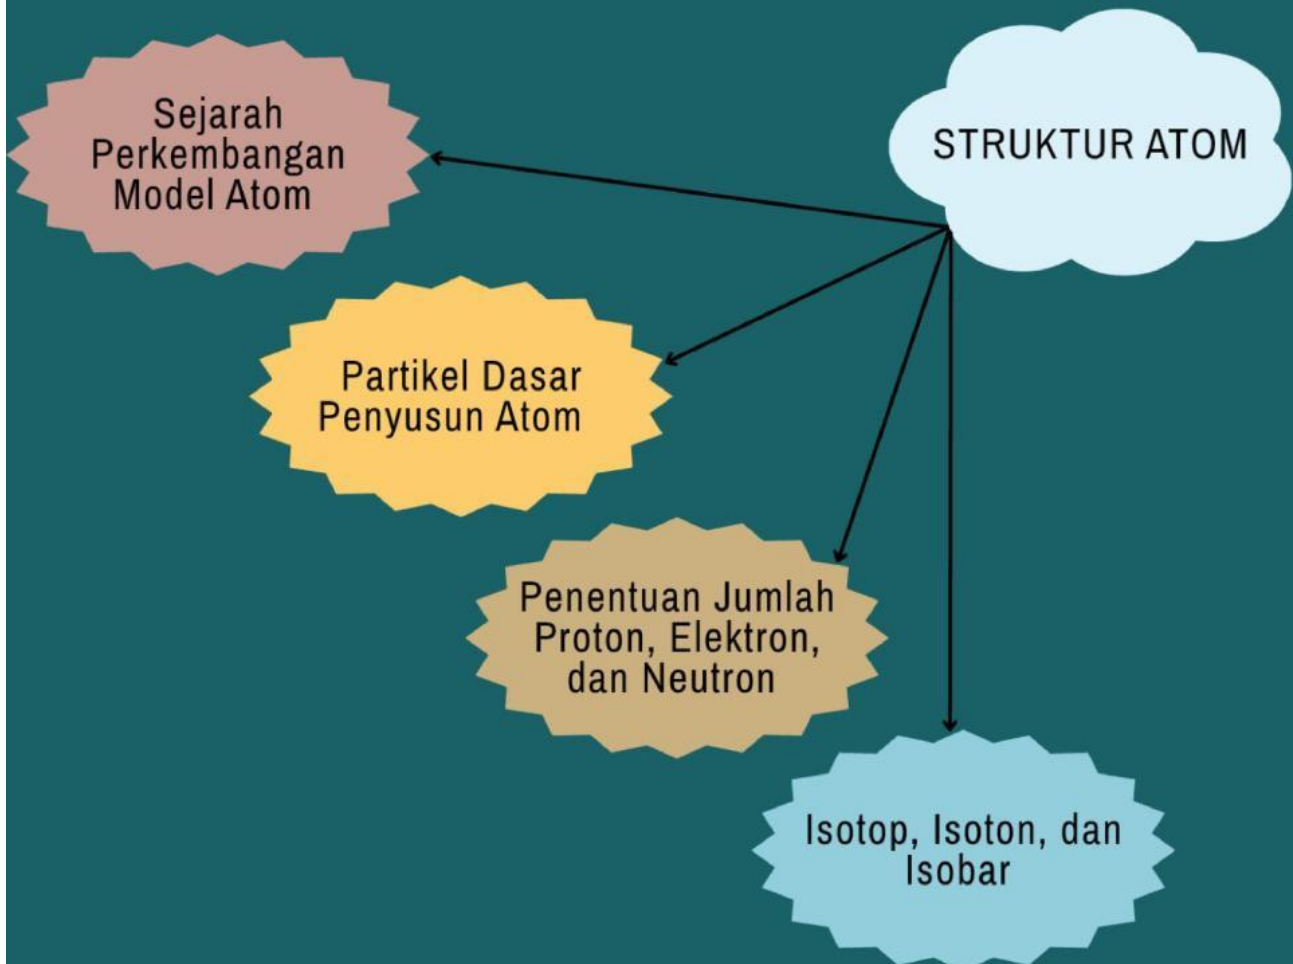 STRUKTUR ATOM
Sejarah
Perkembangan
Model Atom
Partikel Dasar
Penyusun Atom
Penentuan Jumlah
Proton, Elektron,
dan Neutron
Isotop, Isoton, dan
Isobar